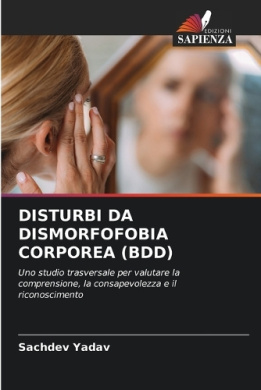 EDIZIONI
SAPIENZA
DISTURBI DA
DISMORFOFOBIA
CORPOREA (BDD)
Uno studio trasversale per valutare la
comprensione, la consapevolezza e il
riconoscimento
Sachdev Yadav